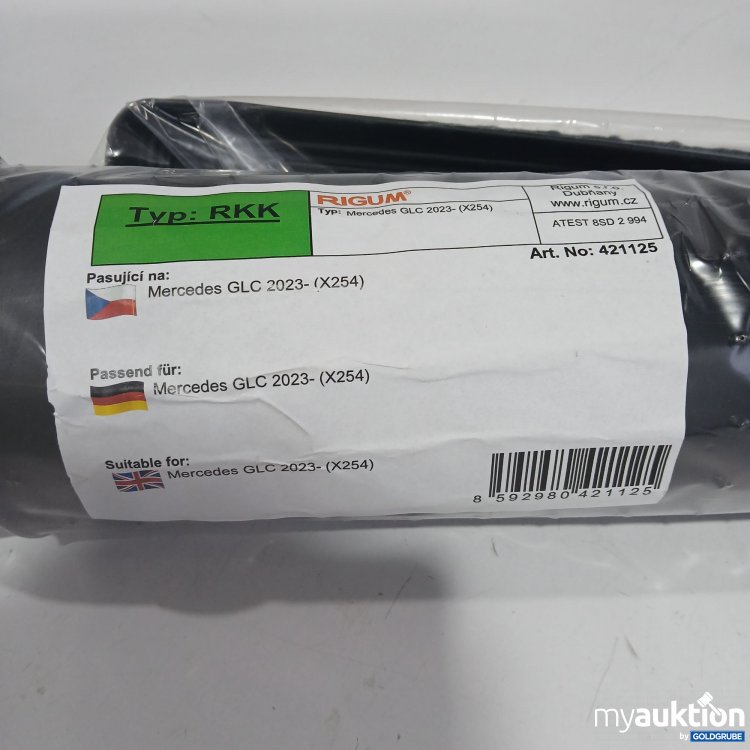 Typ: RKK
RIGUM®
Typ: Mercedes GLC 2023- (X254)
Rigum s.r.o.
Dubňany
www.rigum.cz
ATEST 8SD 2 994
Art. No: 421125
Pasující na:
Mercedes GLC 2023- (X254)
Passend für:
Mercedes GLC 2023- (X254)
Suitable for:
Mercedes GLC 2023- (X254)
8 592980 421125
myauktion
by GOLDGRUBE